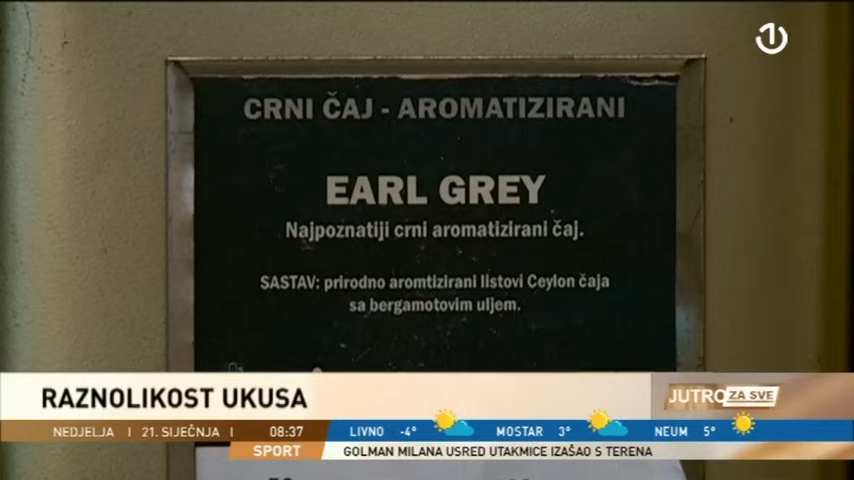 1
CRNI ČAJ - AROMATIZIRANI
EARL GREY
Najpoznatiji crni aromatizirani čaj.
SASTAV: prirodno aromtizirani listovi Ceylon čaja
sa bergamotovim uljem.
RAZNOLIKOST UKUSA
JUTRO ZA SVE
NEDJELJA | 21. SIJEČNJA | 08:37 LIVNO -4° MOSTAR 3° NEUM 5°
SPORT GOLMAN MILANA USRED UTAKMICE IZAŠAO S TERENA